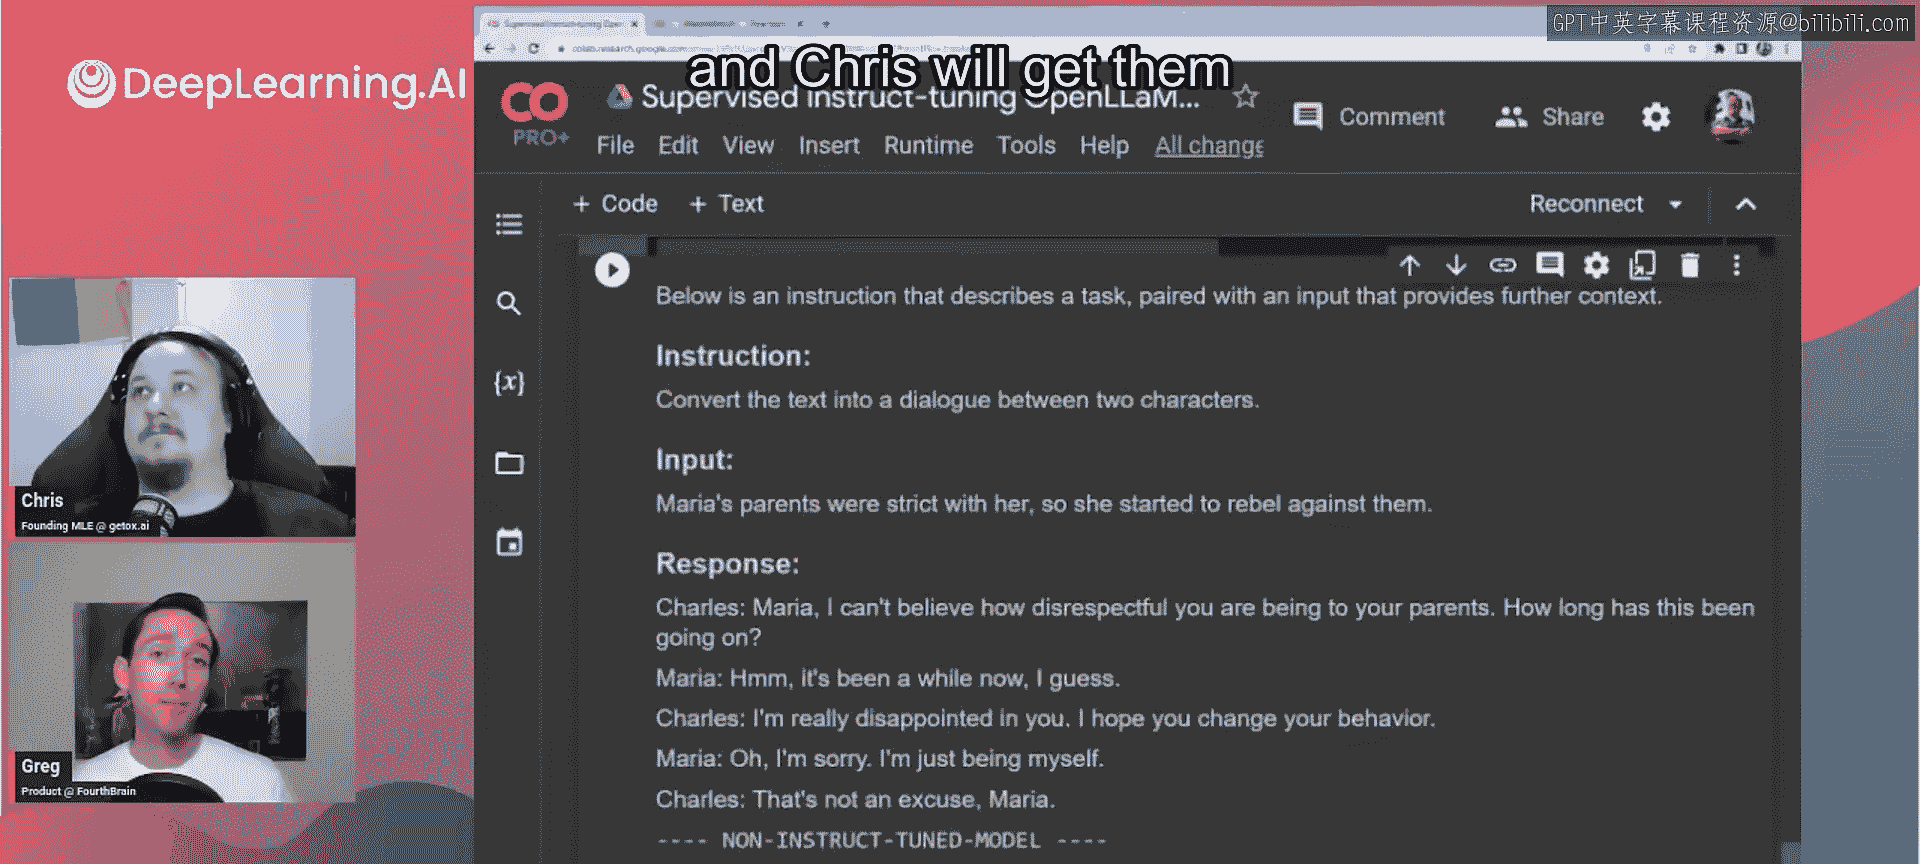 GPT中英字幕课程资源@bilibili.com
and Chris will get them
DeepLearning.AI
CO
PRO+
Supervised Instruct-tuning OpenLLaM...
Comment
Share
File Edit View Insert Runtime Tools Help All change
+ Code + Text
Reconnect
Below is an instruction that describes a task, paired with an input that provides further context.
Instruction:
Convert the text into a dialogue between two characters.
Input:
Maria's parents were strict with her, so she started to rebel against them.
Response:
Charles: Maria, I can't believe how disrespectful you are being to your parents. How long has this been
going on?
Maria: Hmm, it's been a while now, I guess.
Charles: I'm really disappointed in you. I hope you change your behavior.
Maria: Oh, I'm sorry. I'm just being myself.
Charles: That's not an excuse, Maria.
---- NON-INSTRUCT-TUNED-MODEL ----
{x}
Chris
Founding MLE @ getox.ai
Greg
Product @ FourthBrain